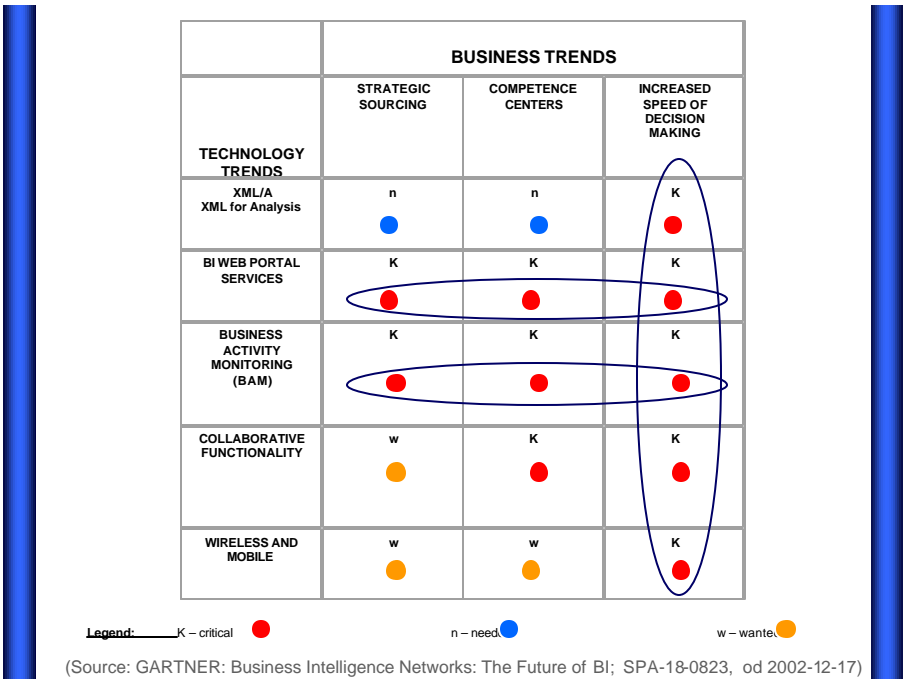 BUSINESS TRENDS
STRATEGIC
SOURCING
COMPETENCE
CENTERS
INCREASED
SPEED OF
DECISION
MAKING
TECHNOLOGY
TRENDS
XML/A
XML for Analysis
n
n
K
BI WEB PORTAL
SERVICES
K
K
K
BUSINESS
ACTIVITY
MONITORING
(BAM)
K
K
K
COLLABORATIVE
FUNCTIONALITY
w
K
K
WIRELESS AND
MOBILE
w
w
K
Legend: K – critical n – w –
(Source: GARTNER: Business Intelligence Networks: The Future of BI; SPA-18-0823, od 2002-12-17)